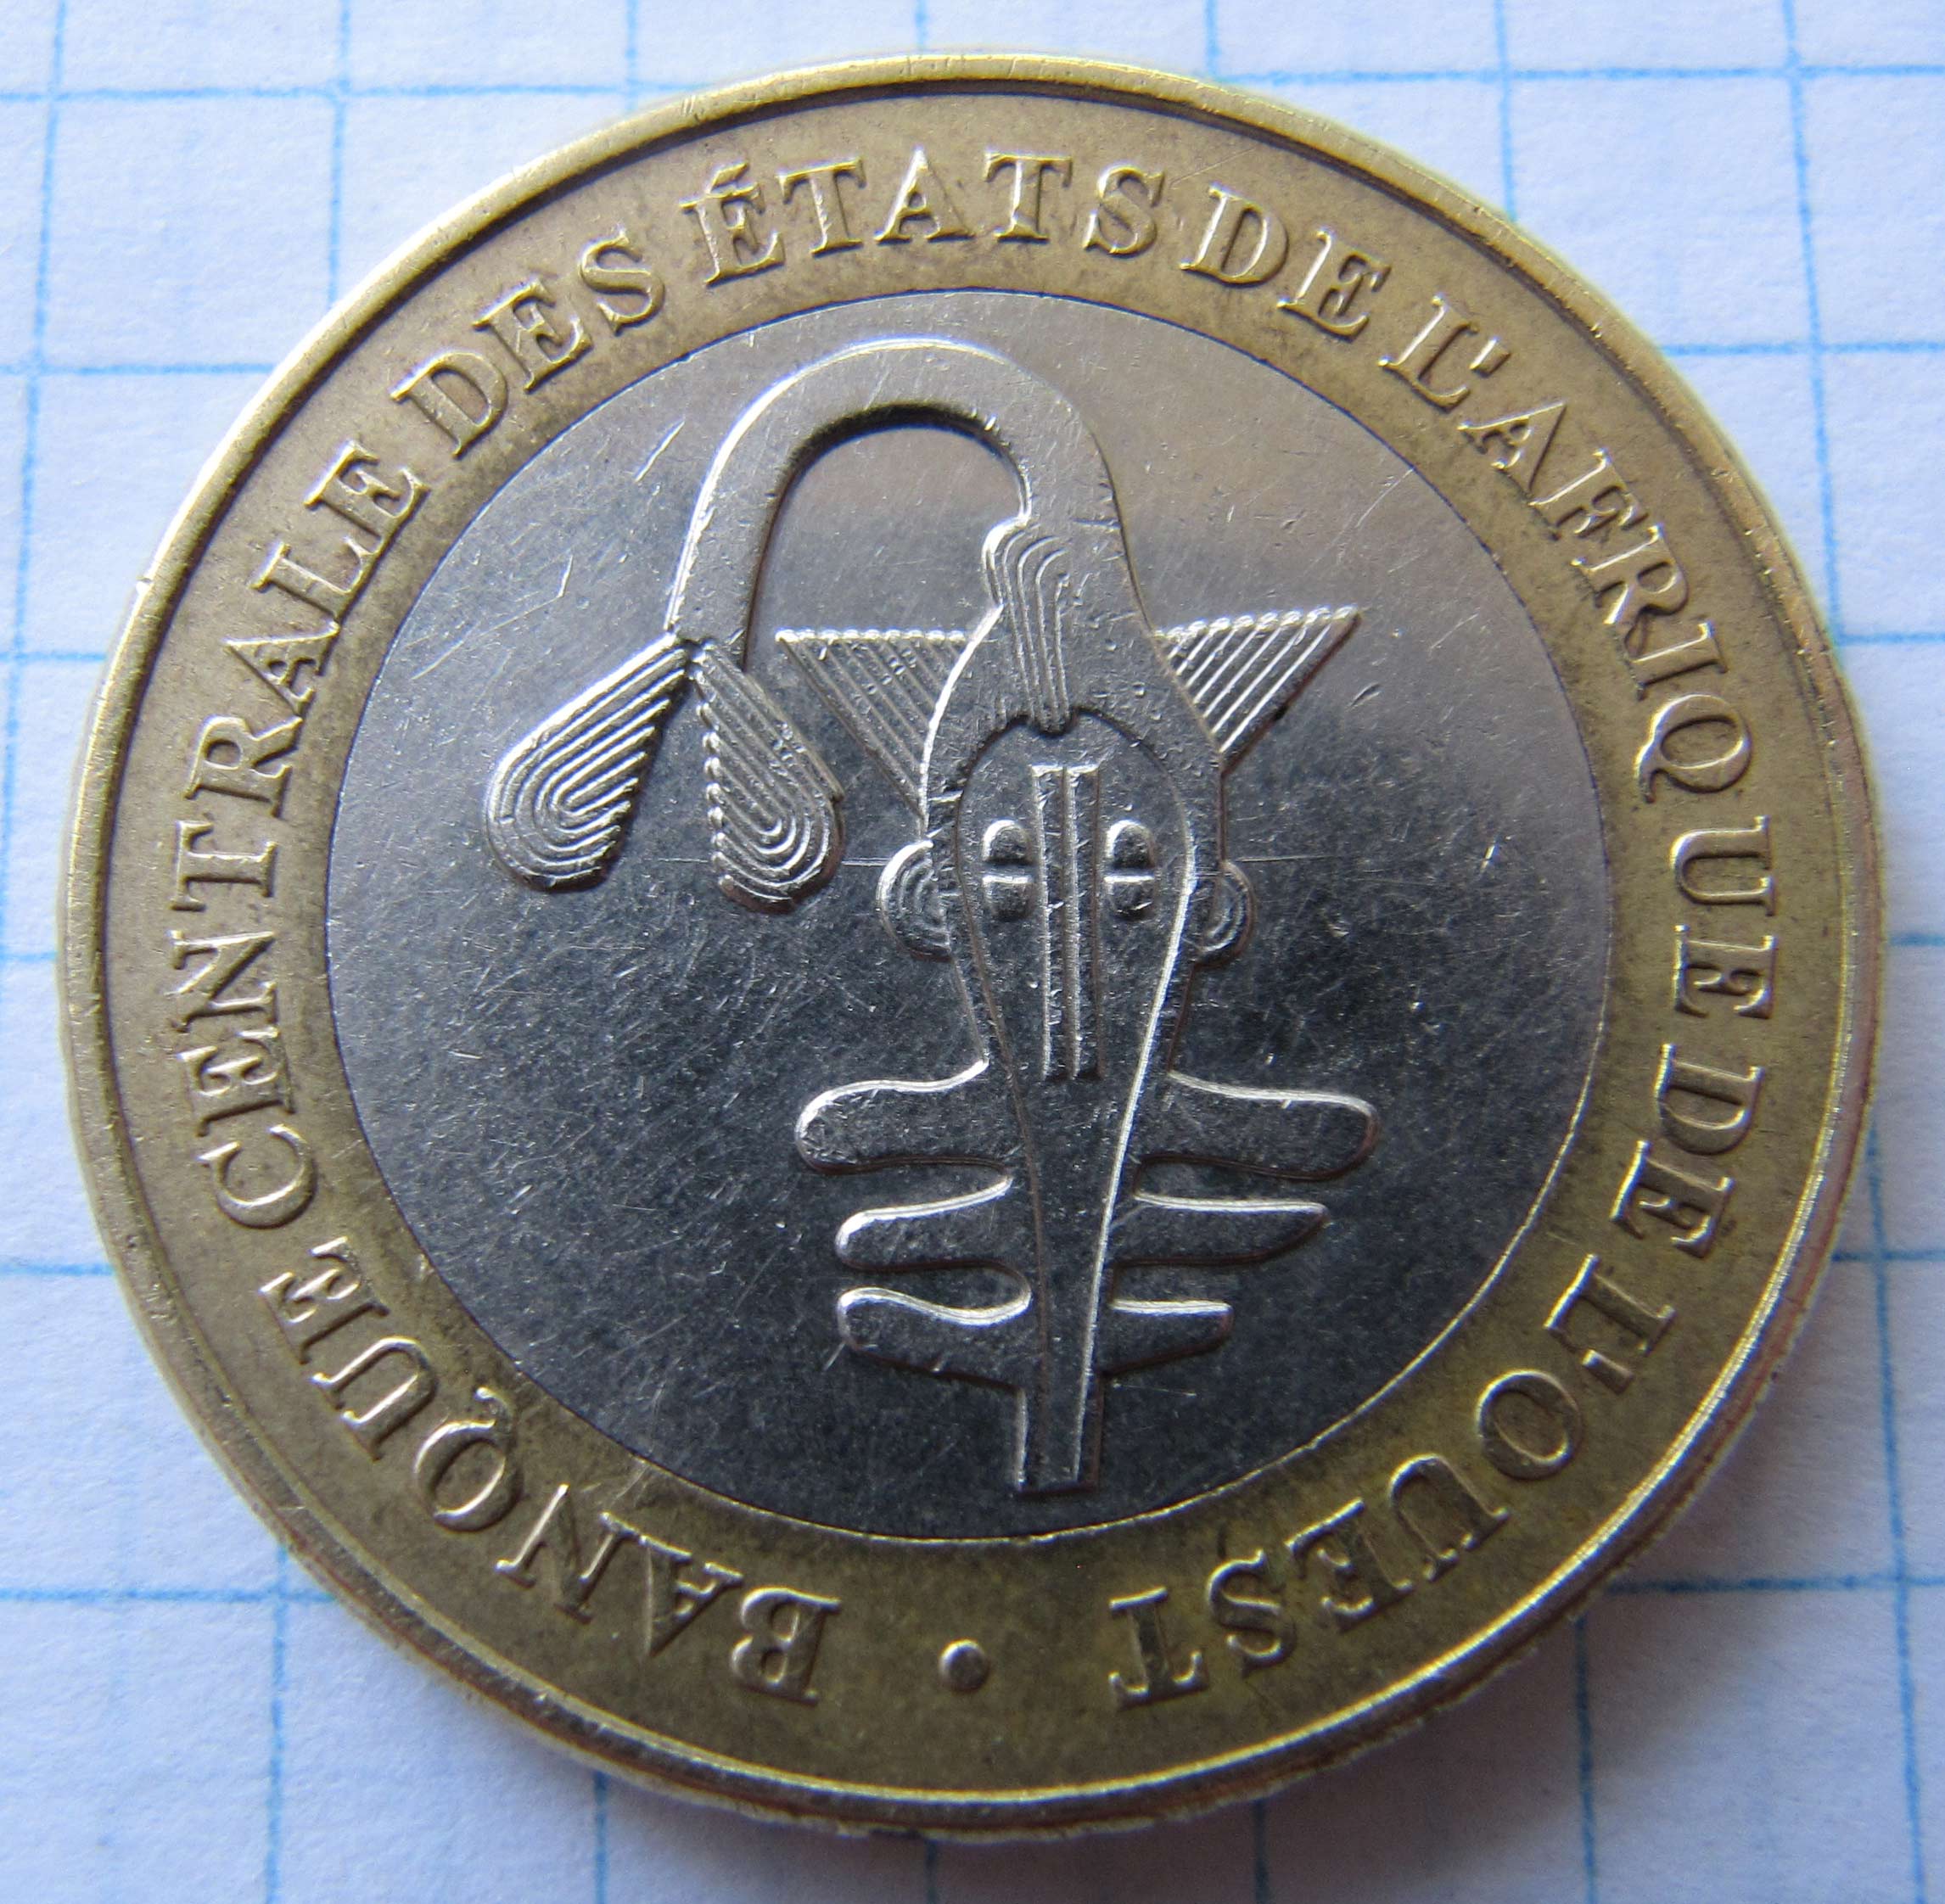 BANQUE CENTRALE DES ÉTATS DE L'AFRIQUE DE L'OUEST •